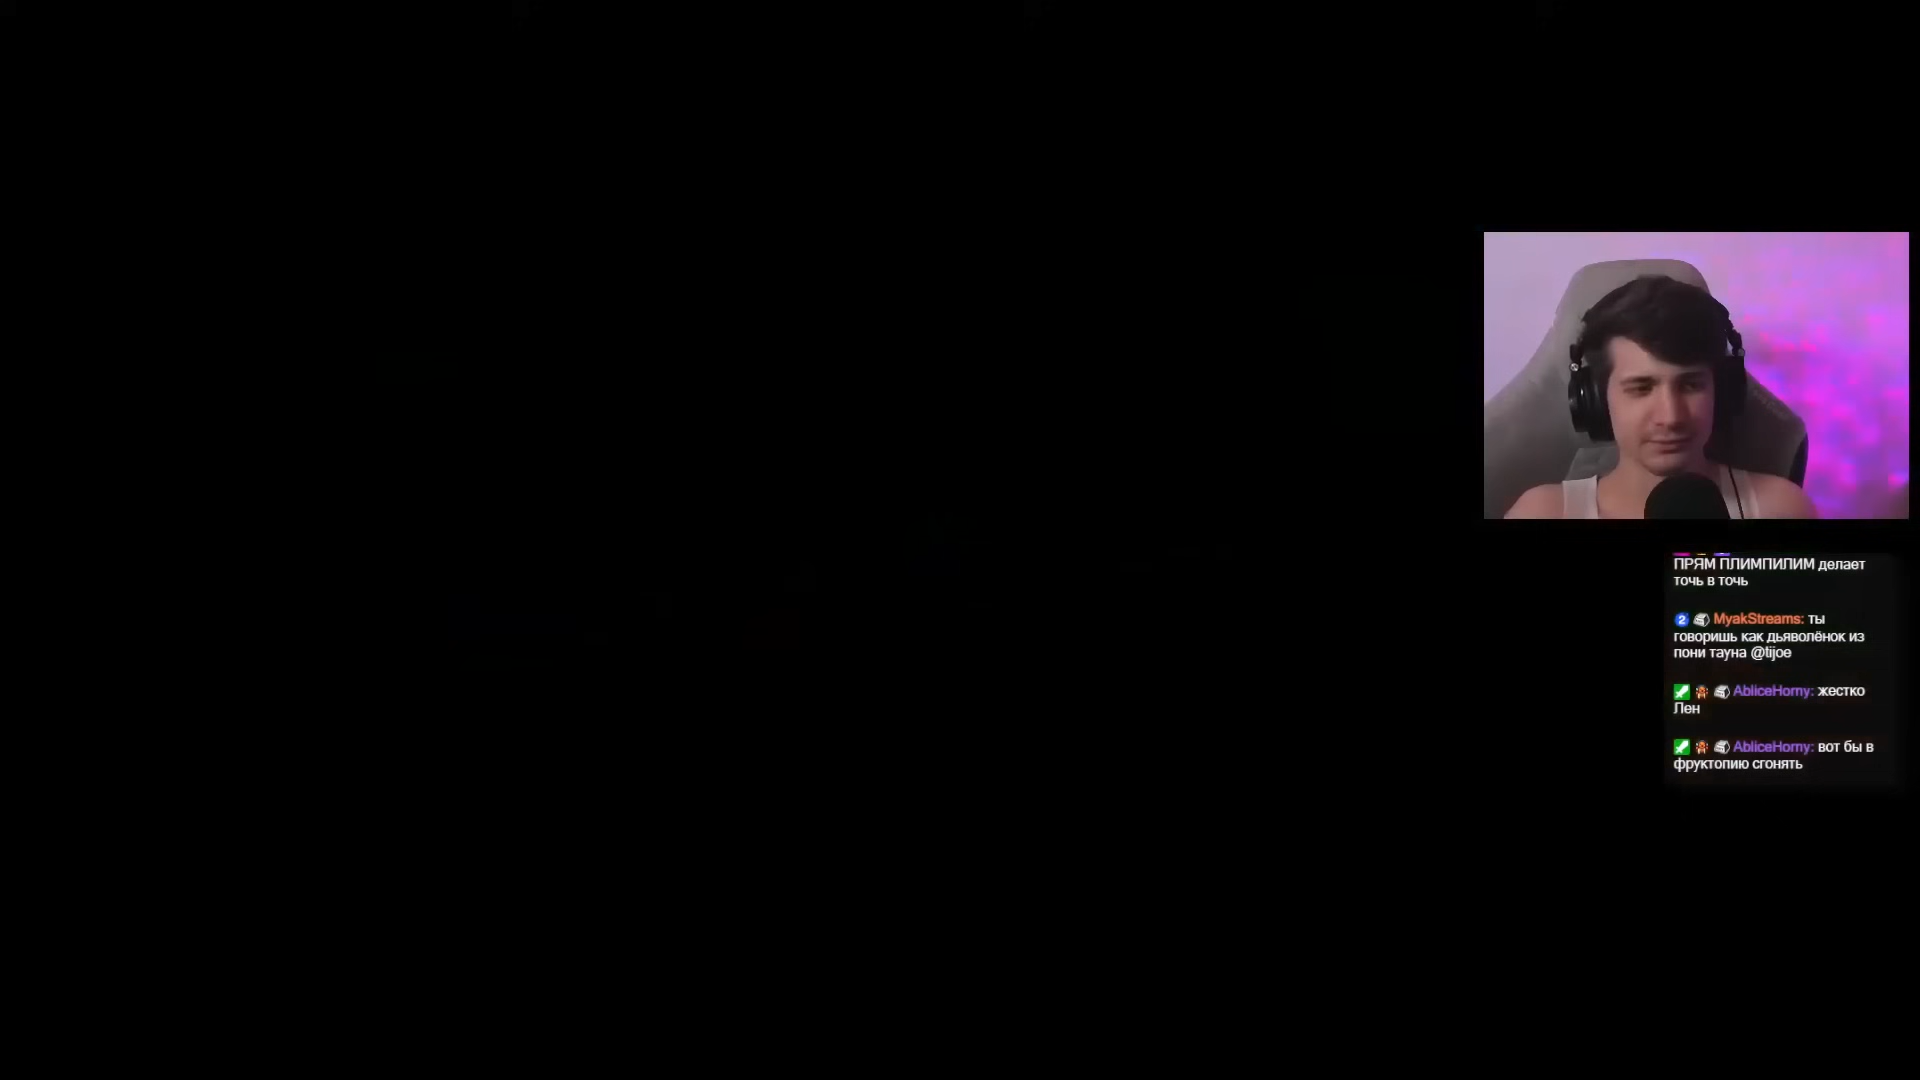 ПРЯМ ПЛИМПИЛИМ делает
точь в точь
2 MyakStreams: ты
говоришь как дьяволёнок из
пони тауна @tijoe
AbliceHorny: жестко
Лен
AbliceHorny: вот бы в
фруктопию сгонять